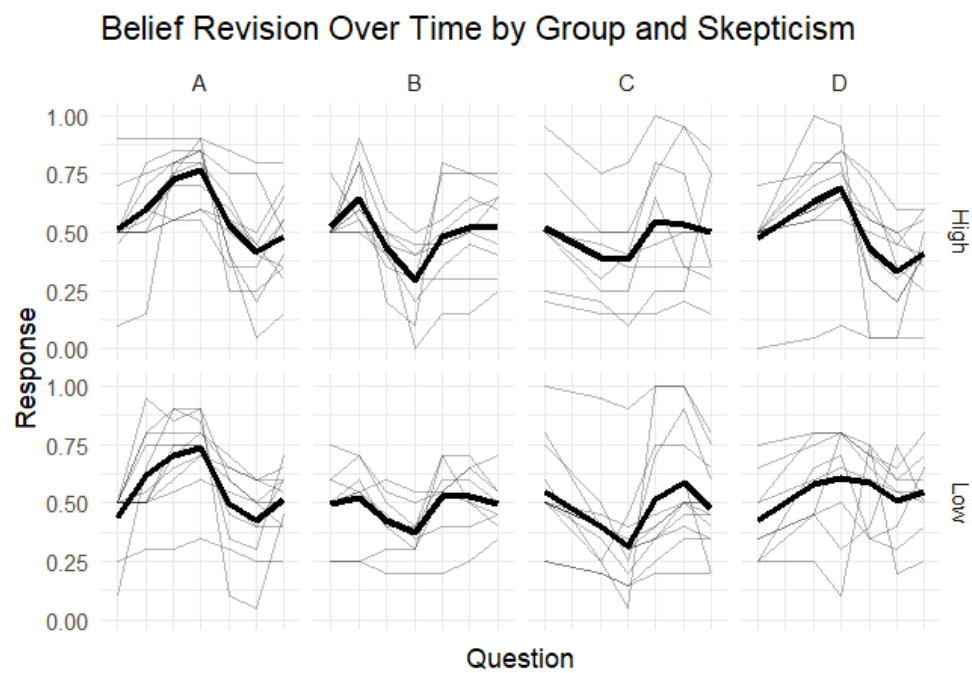 Belief Revision Over Time by Group and Skepticism
A B C D
1.00
0.75
0.50
0.25
0.00
High
1.00
0.75
0.50
0.25
0.00
Low
Response
Question